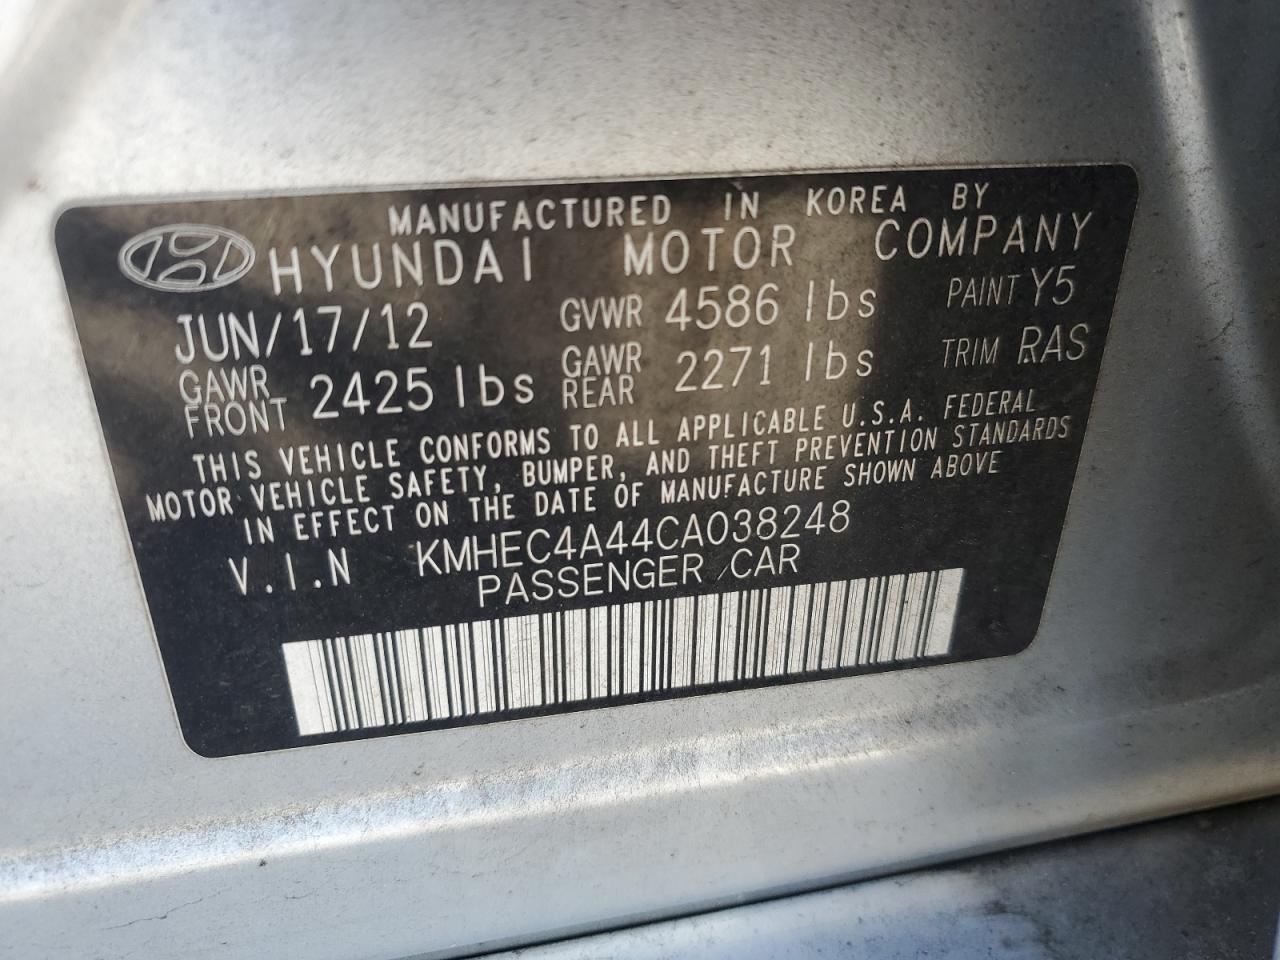 MANUFACTURED IN KOREA BY
HYUNDAI MOTOR COMPANY
JUN/17/12 GVWR 4586 lbs PAINT Y5
GAWR FRONT 2425 lbs GAWR REAR 2271 lbs TRIM RAS
THIS VEHICLE CONFORMS TO ALL APPLICABLE U.S.A. FEDERAL
MOTOR VEHICLE SAFETY, BUMPER, AND THEFT PREVENTION STANDARDS
IN EFFECT ON THE DATE OF MANUFACTURE SHOWN ABOVE
V.I.N KMHEC4A44CA038248
PASSENGER CAR